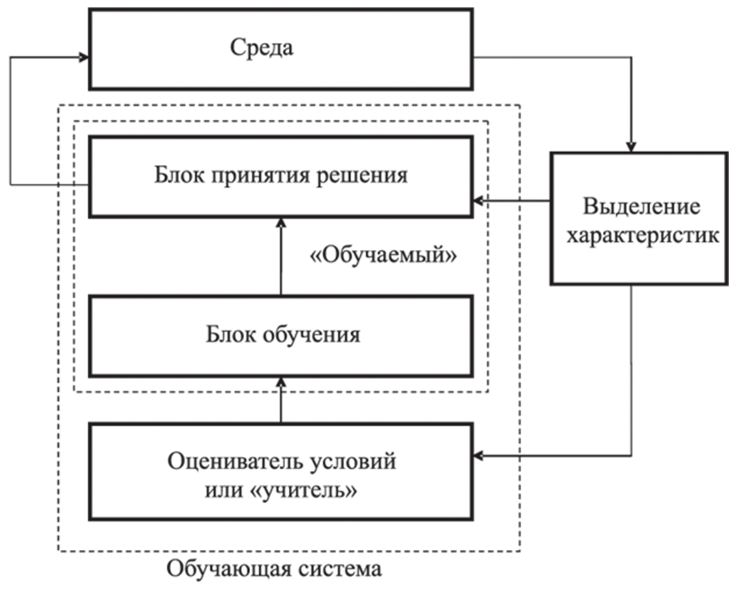 Среда
Блок принятия решения
Выделение
характеристик
«Обучаемый»
Блок обучения
Оцениватель условий
или «учитель»
Обучающая система